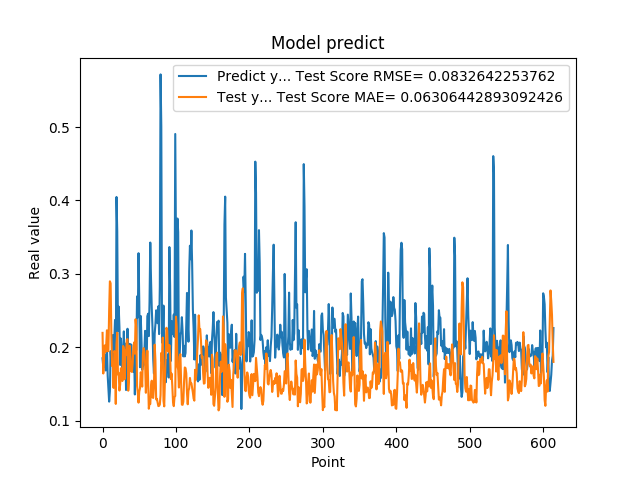 Model predict
Predict y... Test Score RMSE= 0.0832642253762
Test y... Test Score MAE= 0.06306442893092426
Real value
0.5
0.4
0.3
0.2
0.1
0 100 200 300 400 500 600
Point